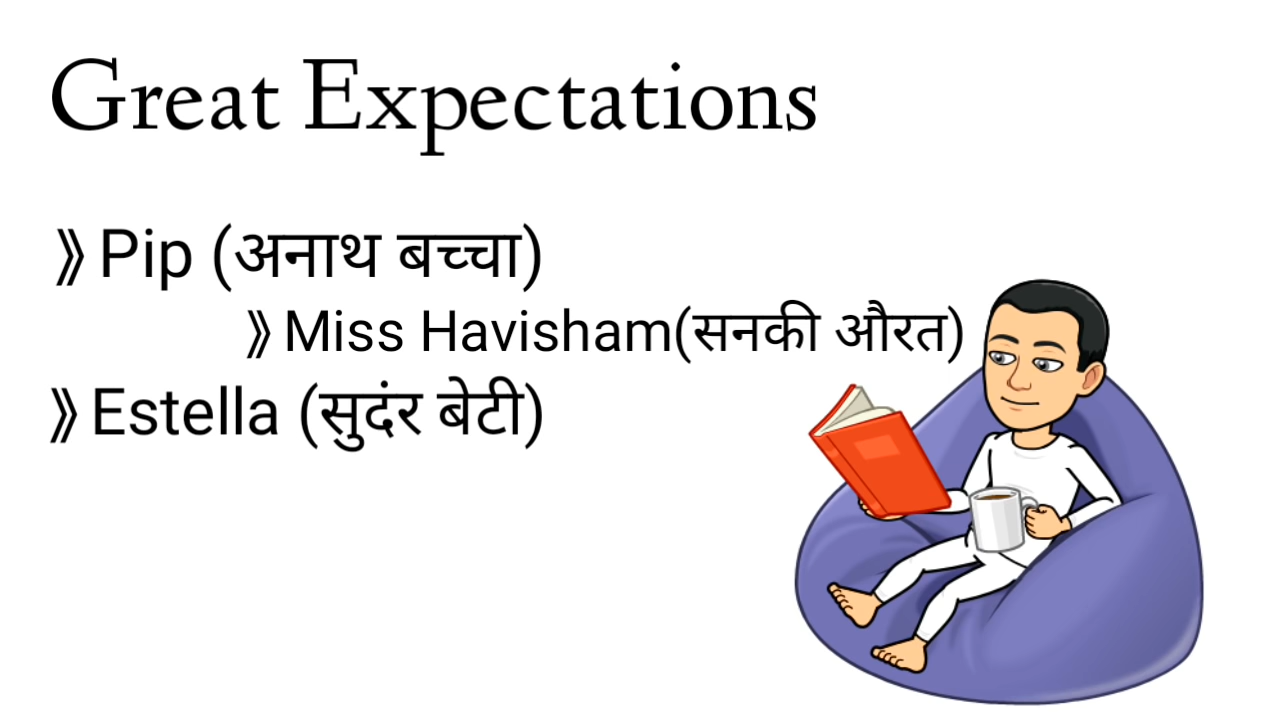 Great Expectations
》Pip (अनाथ बच्चा)
》Miss Havisham(सनकी औरत)
》Estella (सुदंर बेटी)